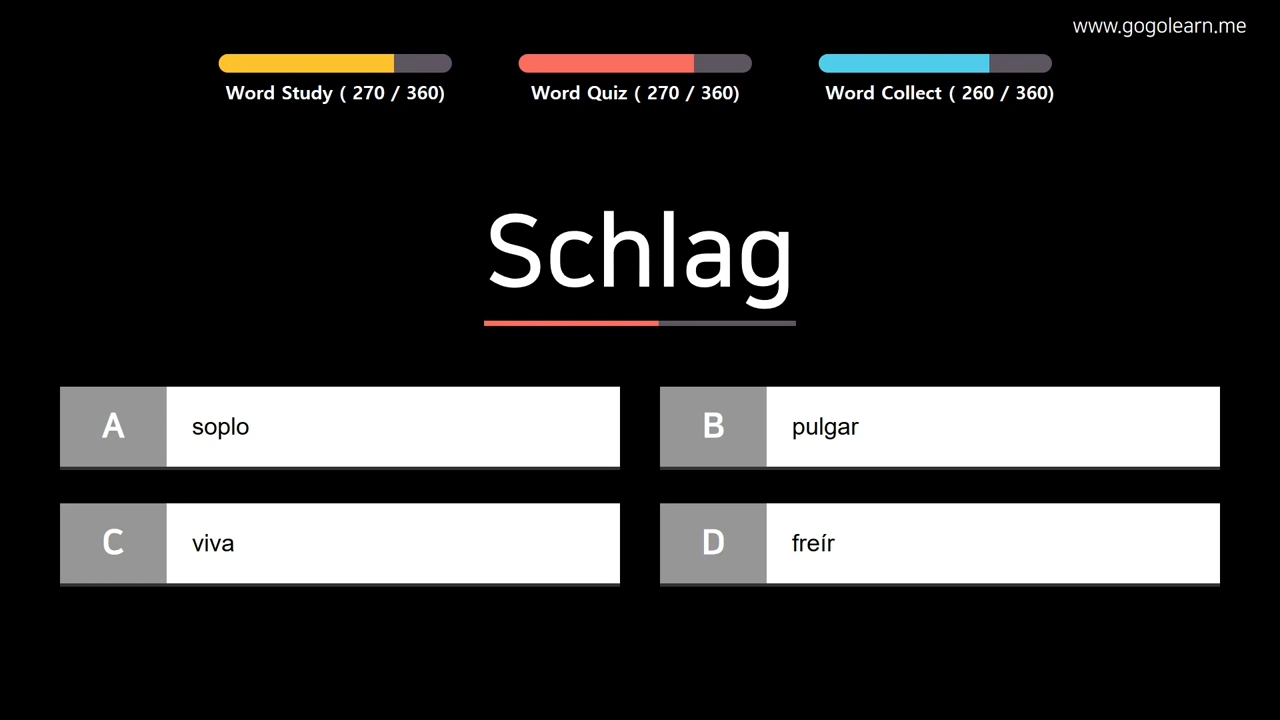 www.gogolearn.me
Word Study ( 270 / 360)
Word Quiz ( 270 / 360)
Word Collect ( 260 / 360)
Schlag
A soplo
B pulgar
C viva
D freír